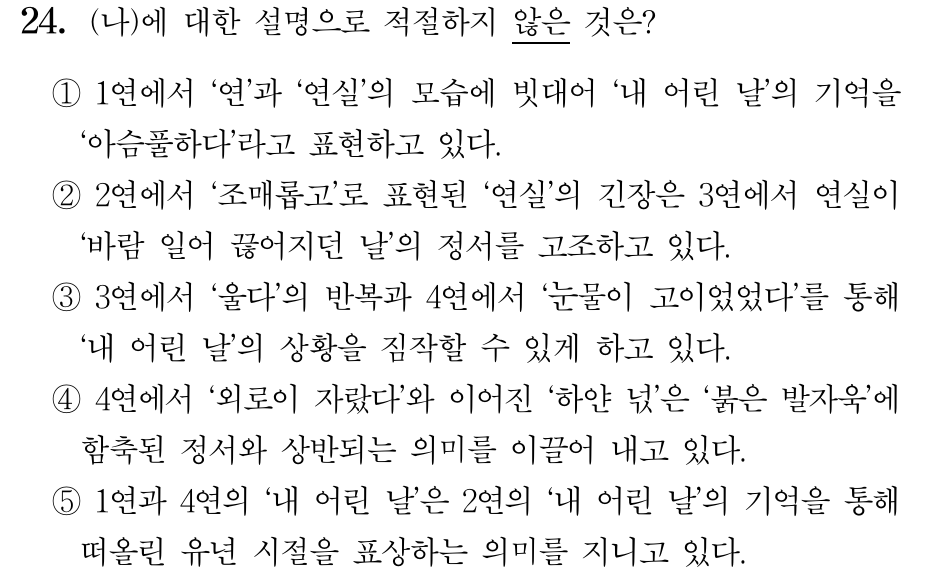 24. (나)에 대한 설명으로 적절하지 않은 것은?
① 1연에서 ‘연’과 ‘연실’의 모습에 빗대어 ‘내 어린 날’의 기억을
‘아슴풀하다’라고 표현하고 있다.
② 2연에서 ‘조매롭고’로 표현된 ‘연실’의 긴장은 3연에서 연실이
‘바람 일어 끊어지던 날’의 정서를 고조하고 있다.
③ 3연에서 ‘울다’의 반복과 4연에서 ‘눈물이 고이었었다’를 통해
‘내 어린 날’의 상황을 짐작할 수 있게 하고 있다.
④ 4연에서 ‘외로이 자랐다’와 이어진 ‘하얀 넋’은 ‘붉은 발자욱’에
함축된 정서와 상반되는 의미를 이끌어 내고 있다.
⑤ 1연과 4연의 ‘내 어린 날’은 2연의 ‘내 어린 날’의 기억을 통해
떠올린 유년 시절을 표상하는 의미를 지니고 있다.